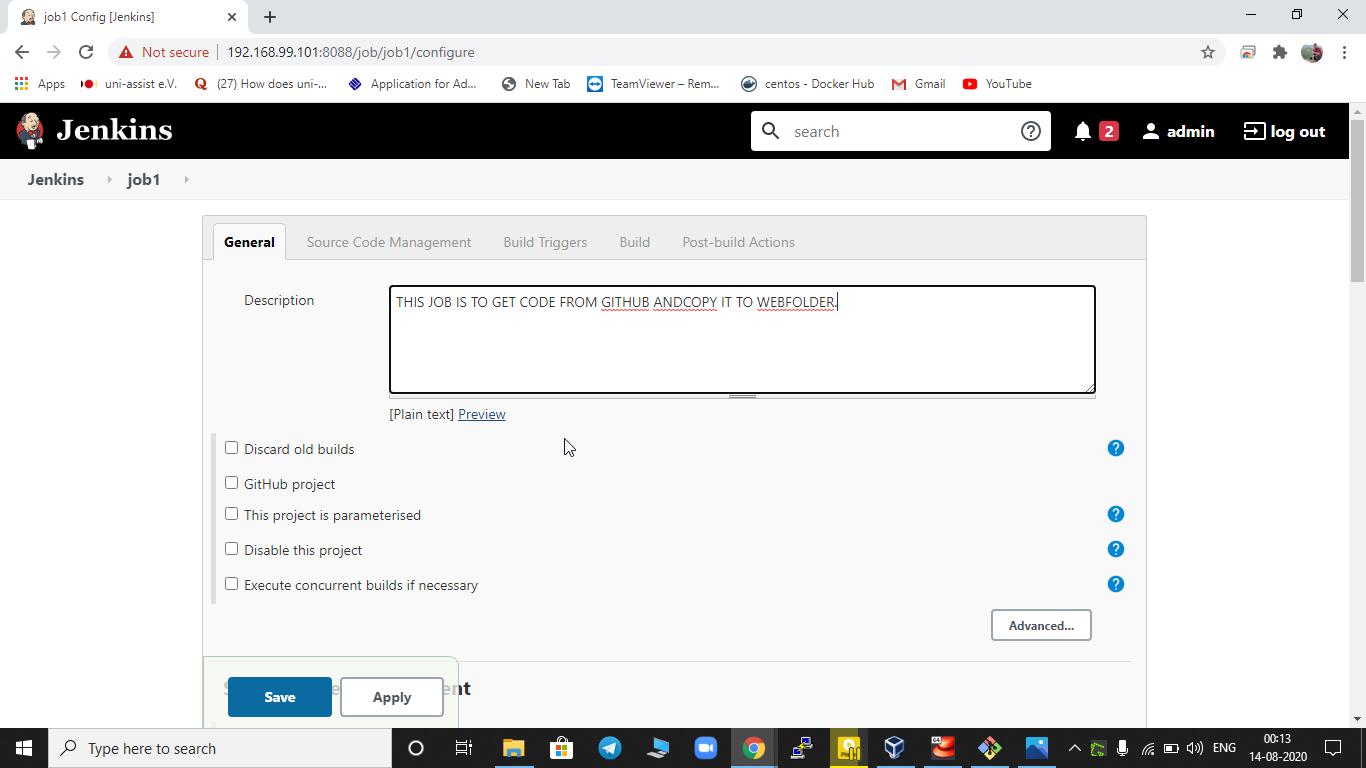 job1 Config [Jenkins]
Not secure 192.168.99.101:8088/job/job1/configure
Apps uni-assist e.V. (27) How does uni-... Application for Ad... New Tab TeamViewer – Rem... centos - Docker Hub Gmail YouTube
Jenkins search 2 admin log out
Jenkins job1
General Source Code Management Build Triggers Build Post-build Actions
Description THIS JOB IS TO GET CODE FROM GITHUB ANDCOPY IT TO WEBFOLDER.
[Plain text] Preview
Discard old builds
GitHub project
This project is parameterised
Disable this project
Execute concurrent builds if necessary
Advanced...
Save Apply
Type here to search ENG 00:13
14-08-2020